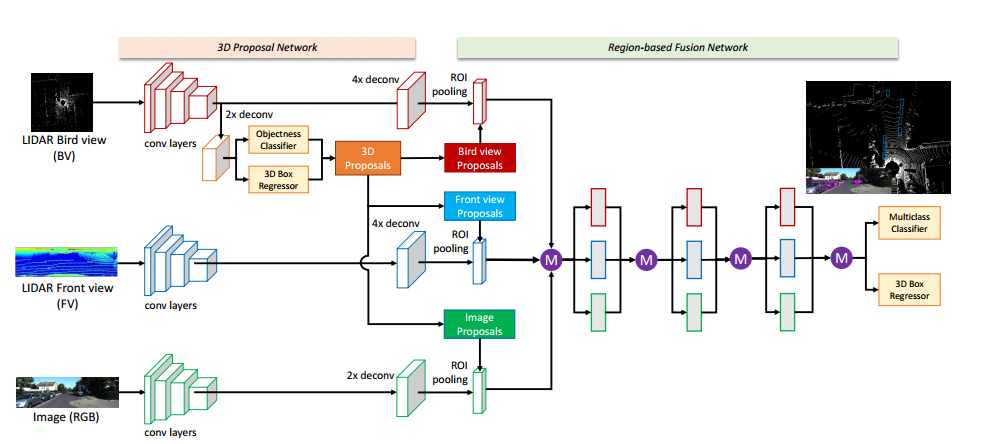 3D Proposal Network
Region-based Fusion Network
LIDAR Bird view
(BV)
conv layers
2x deconv
4x deconv
ROI
pooling
Objectness
Classifier
3D Box
Regressor
3D
Proposals
Bird view
Proposals
Front view
Proposals
4x deconv
ROI
pooling
LIDAR Front view
(FV)
conv layers
M
M
M
M
Multiclass
Classifier
3D Box
Regressor
Image
Proposals
2x deconv
ROI
pooling
Image (RGB)
conv layers